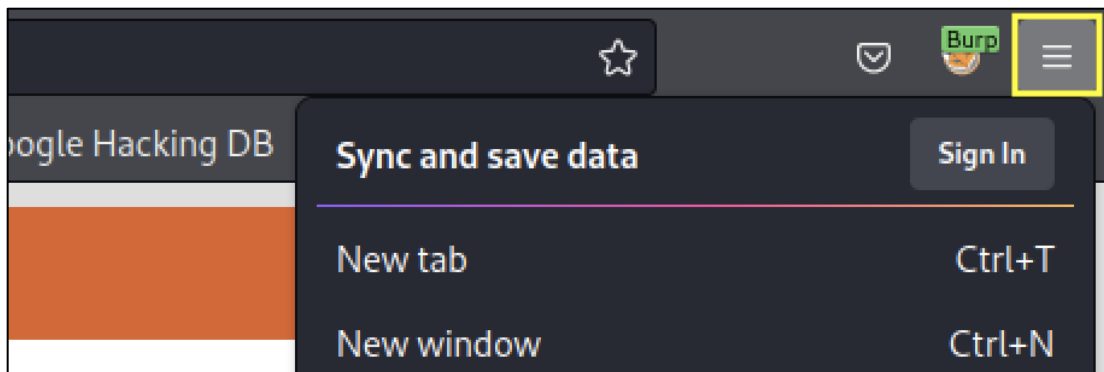 Burp
oogle Hacking DB
Sync and save data
Sign In
New tab
Ctrl+T
New window
Ctrl+N